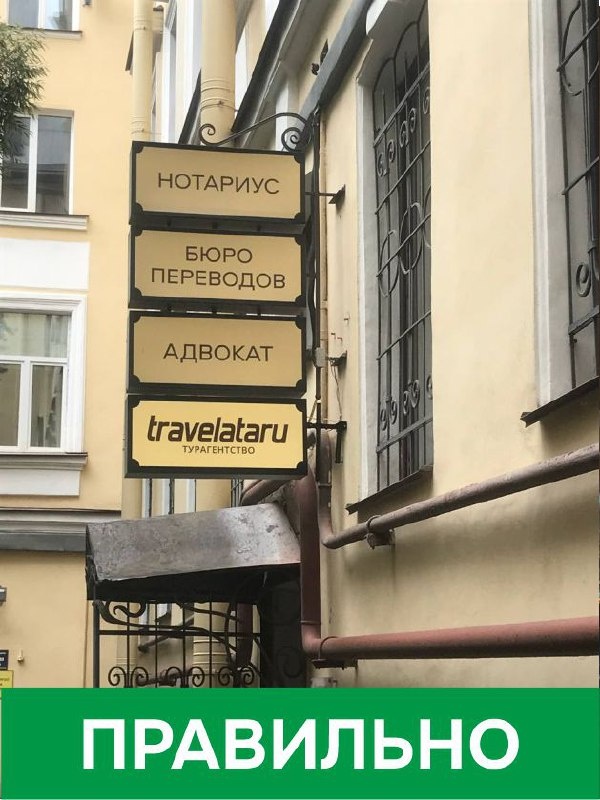 НОТАРИУС
БЮРО
ПЕРЕВОДОВ
АДВОКАТ
travelataru
ТУРАГЕНТСТВО
ПРАВИЛЬНО